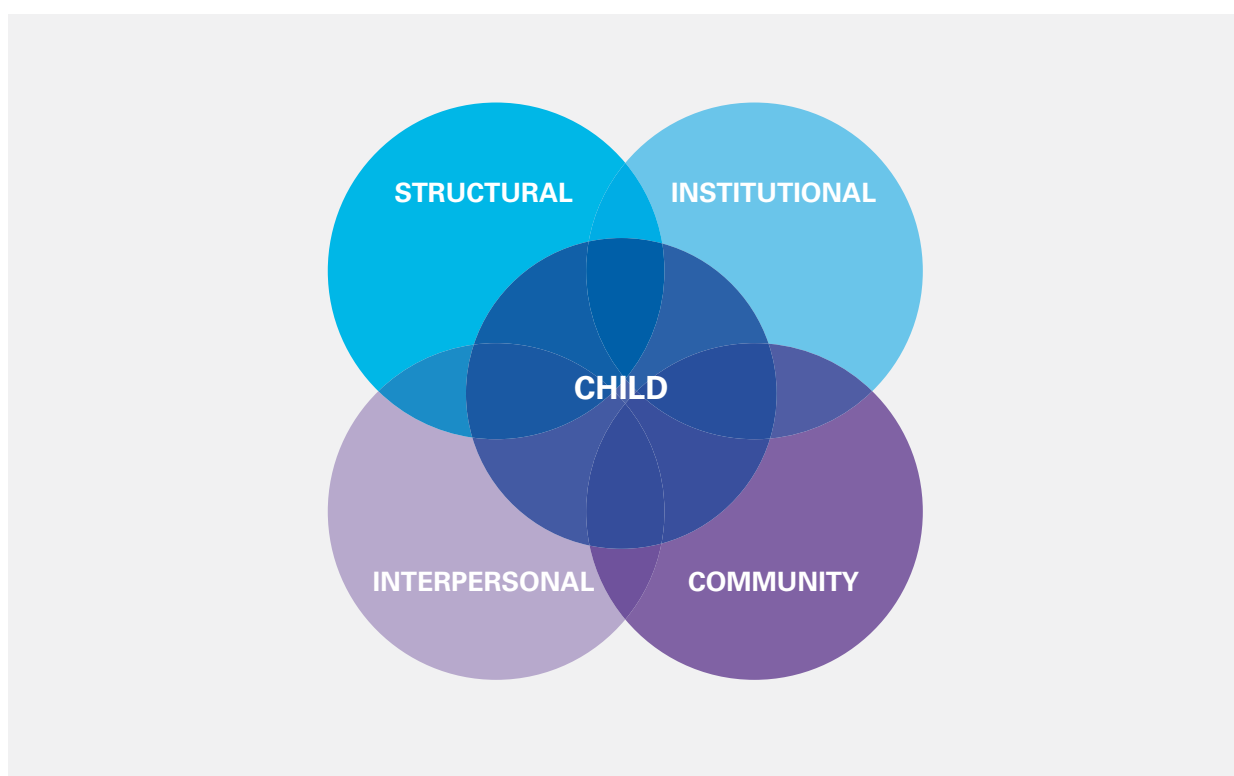 STRUCTURAL
INSTITUTIONAL
CHILD
INTERPERSONAL
COMMUNITY